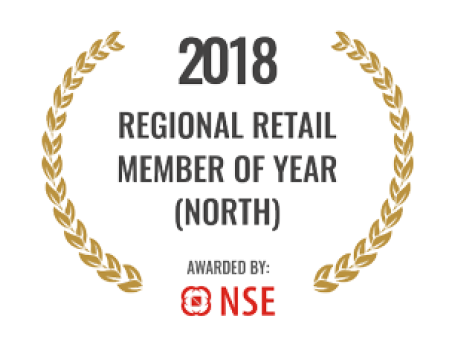 2018
REGIONAL RETAIL
MEMBER OF YEAR
(NORTH)
AWARDED BY:
NSE